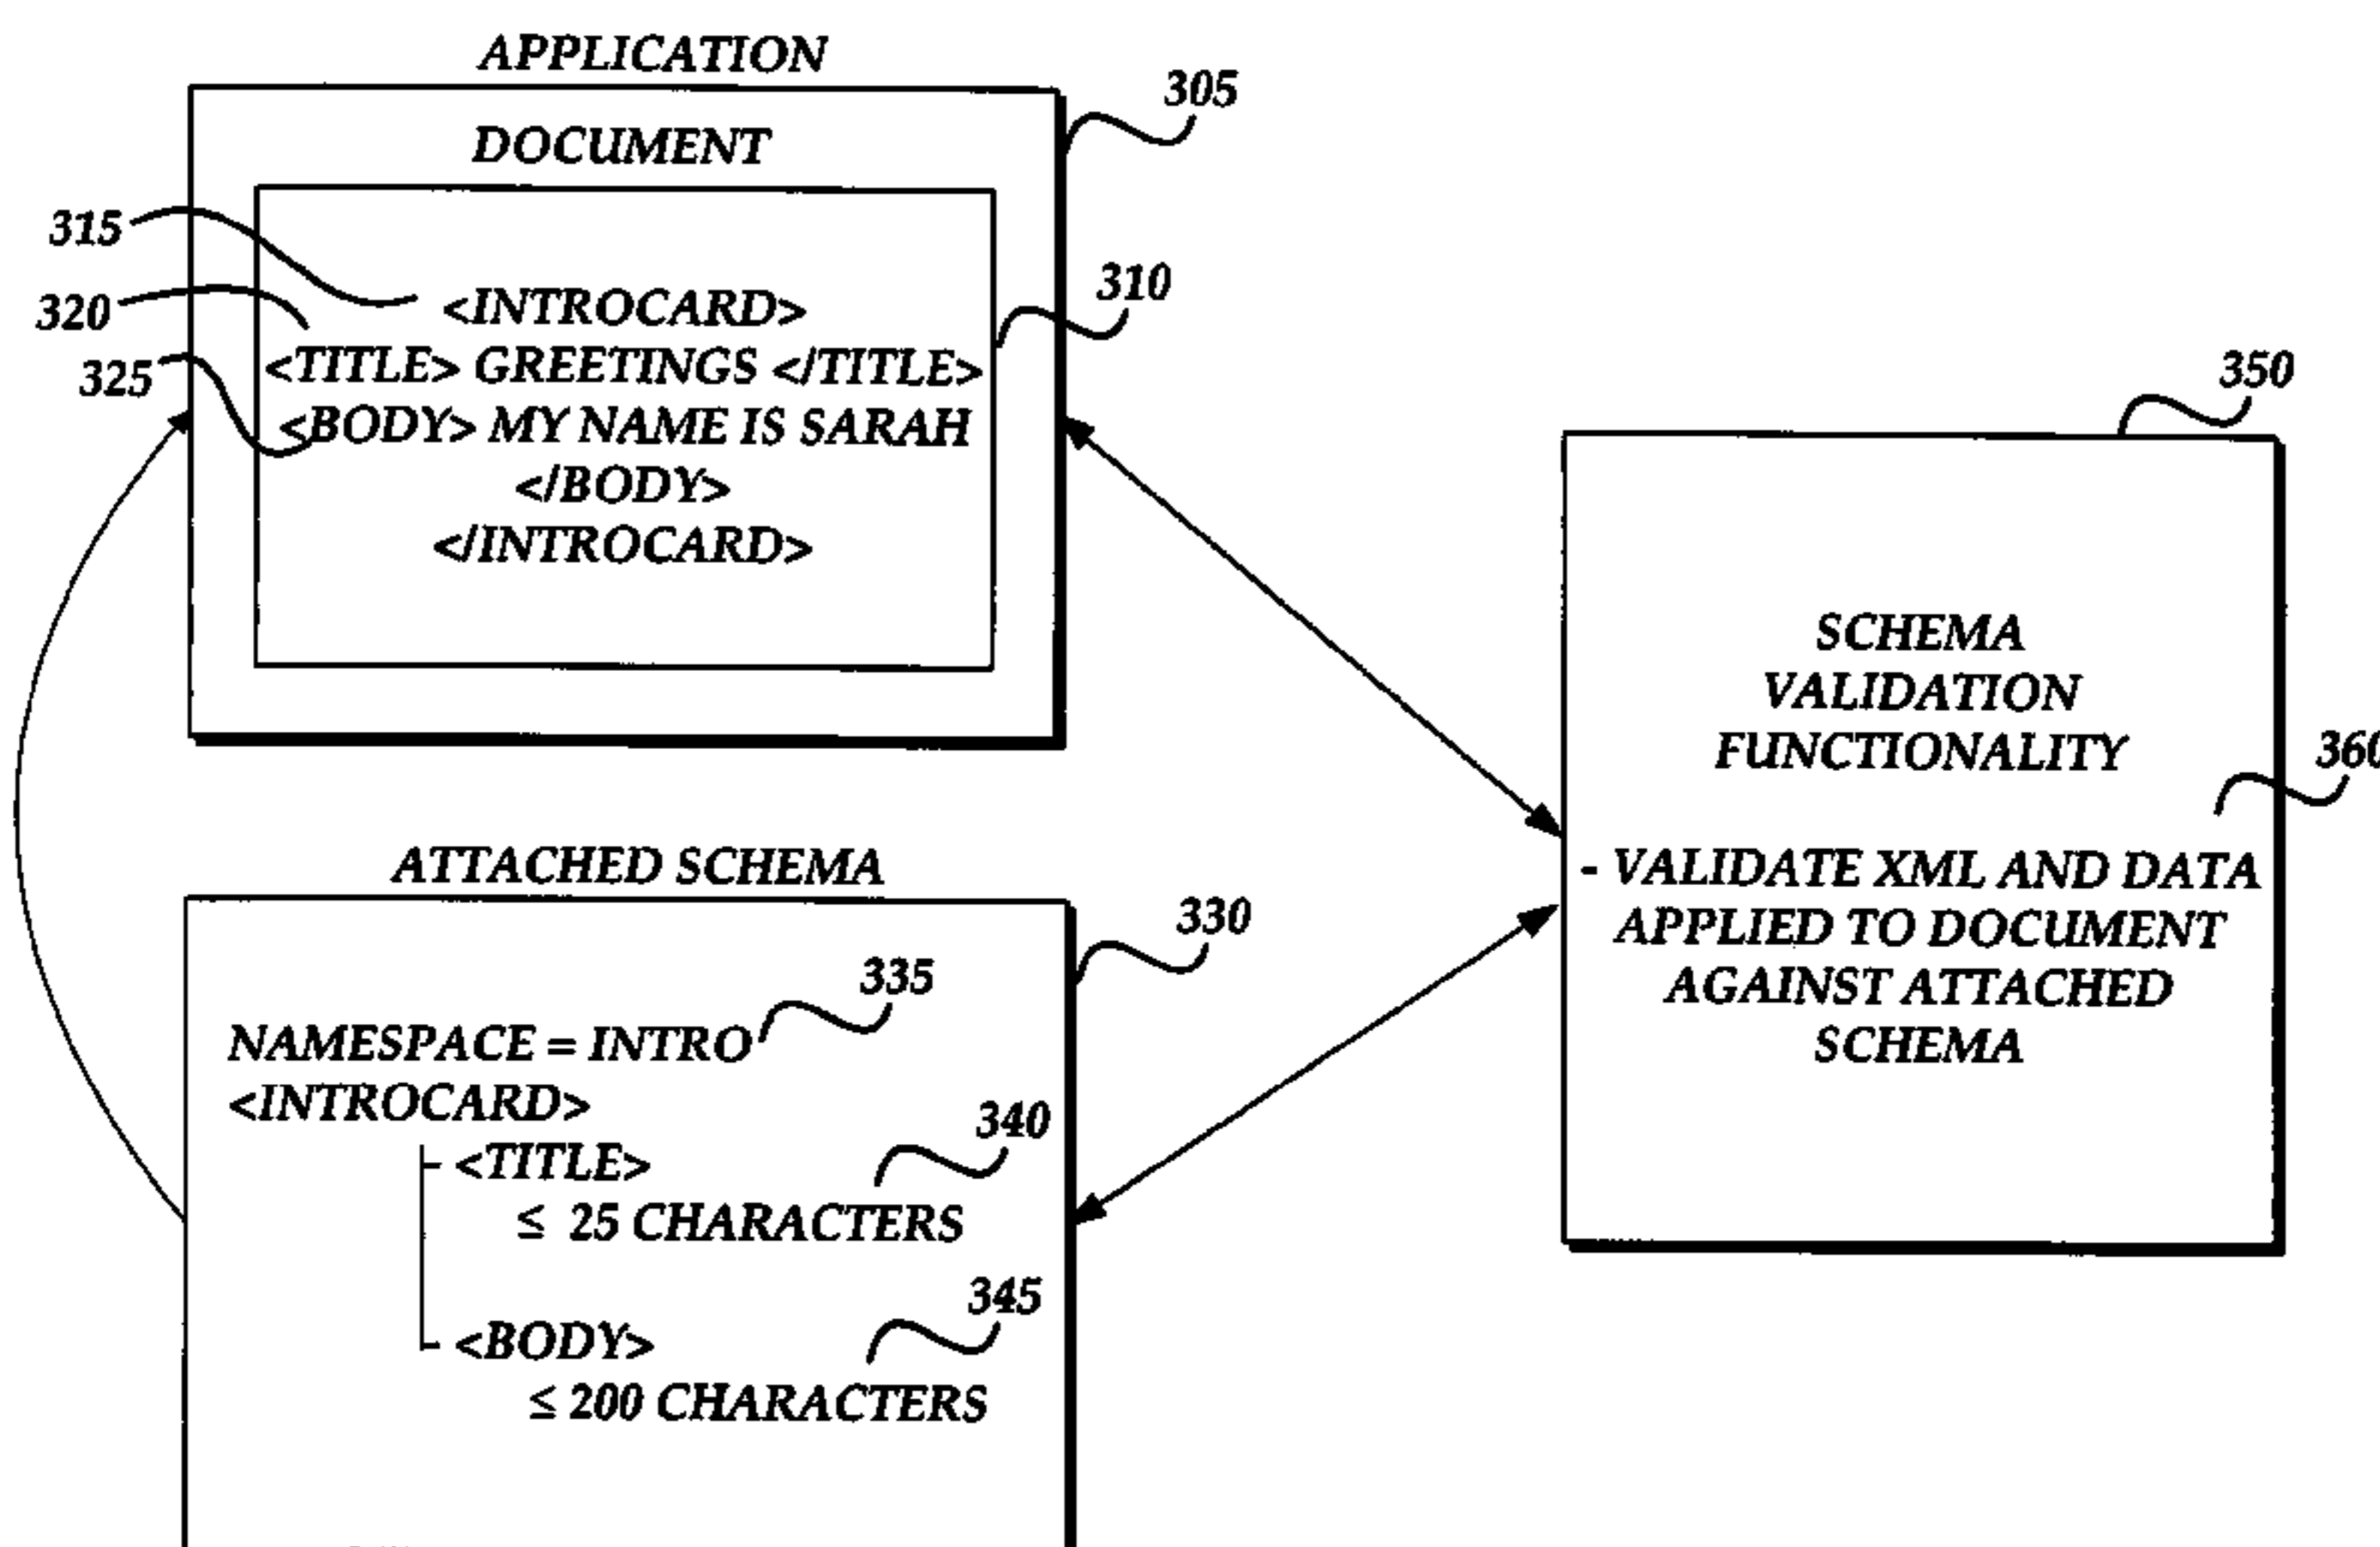 APPLICATION
305
DOCUMENT
315
310
320
<INTROCARD>
<TITLE> GREETINGS </TITLE>
325
<BODY> MY NAME IS SARAH
</BODY>
</INTROCARD>
350
SCHEMA
VALIDATION
FUNCTIONALITY
360
- VALIDATE XML AND DATA
APPLIED TO DOCUMENT
AGAINST ATTACHED
SCHEMA
ATTACHED SCHEMA
330
335
NAMESPACE = INTRO
<INTROCARD>
340
<TITLE>
≤ 25 CHARACTERS
345
<BODY>
≤ 200 CHARACTERS